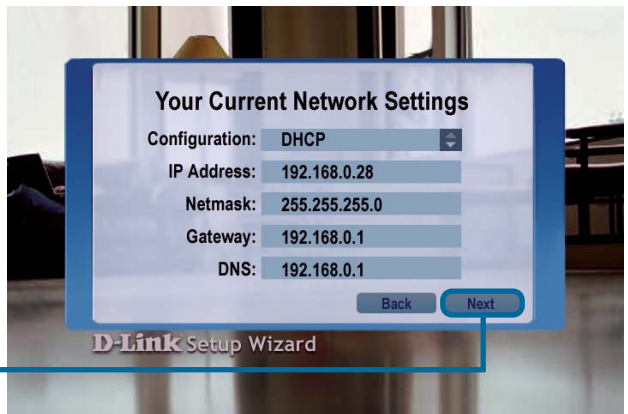 Your Current Network Settings
Configuration: DHCP
IP Address: 192.168.0.28
Netmask: 255.255.255.0
Gateway: 192.168.0.1
DNS: 192.168.0.1
Back Next
D-Link Setup Wizard